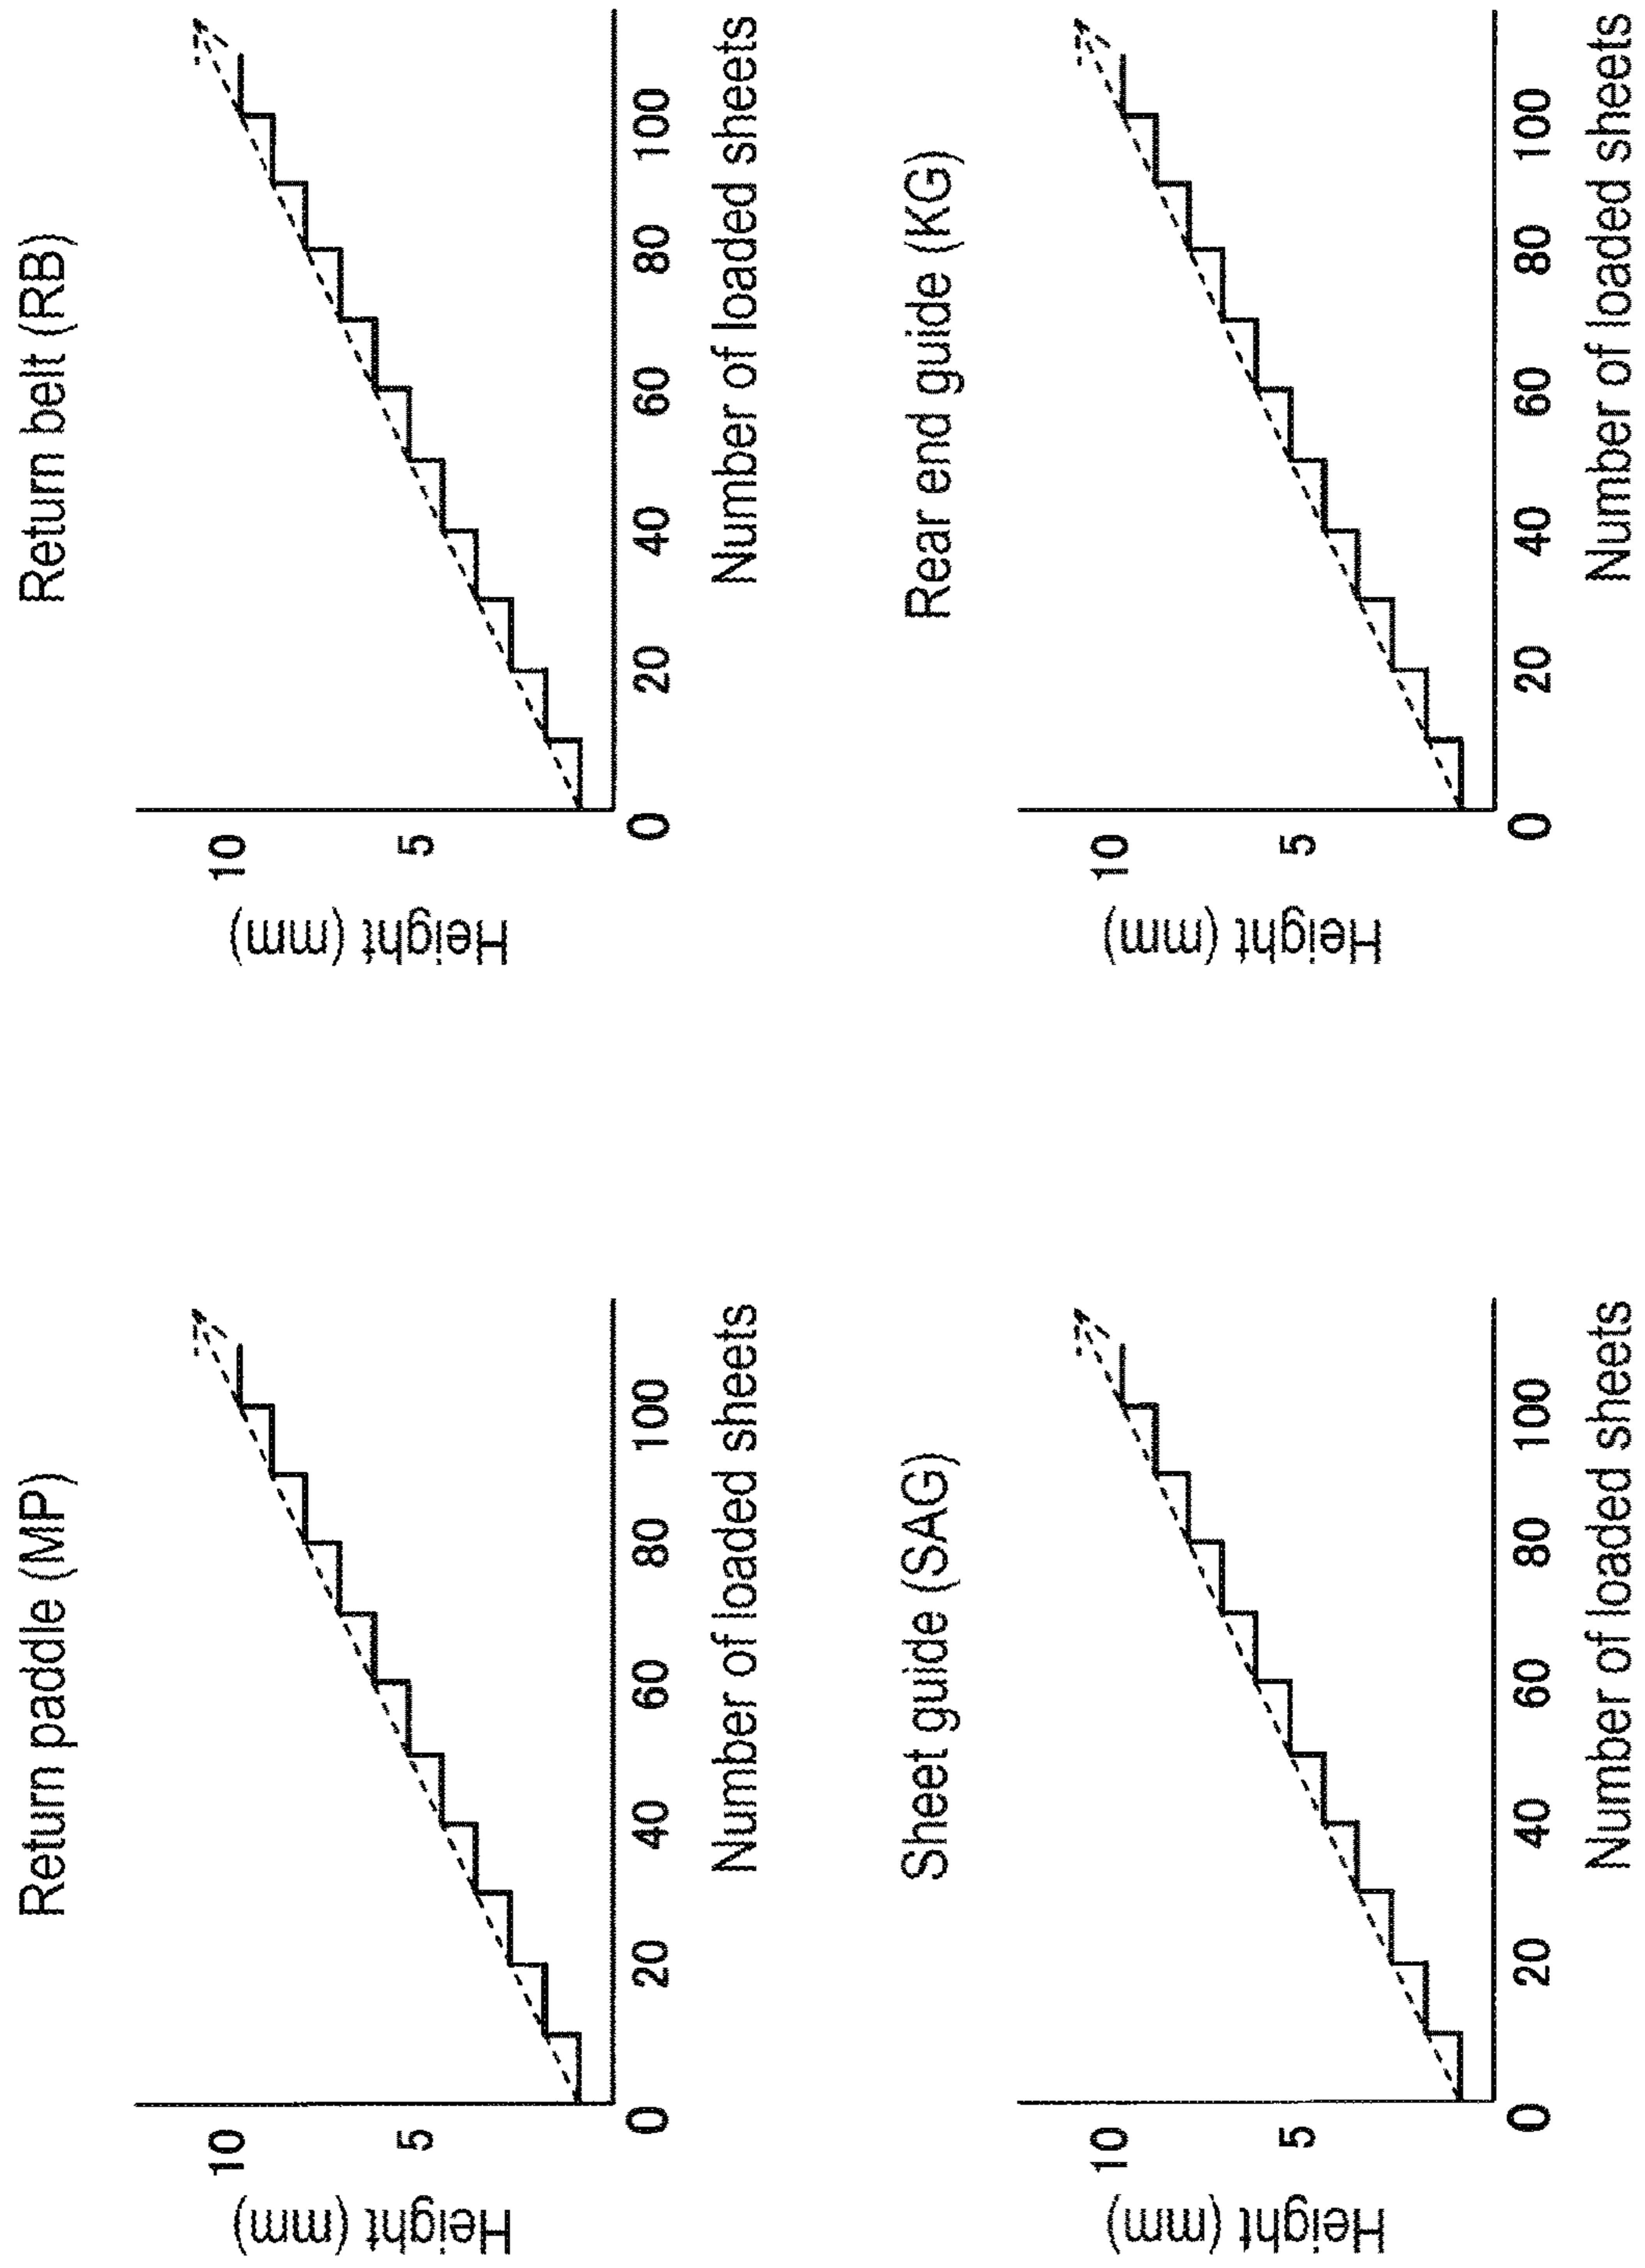 Return paddle (MP)
Height (mm)
10
5
0
20 40 60 80 100
Number of loaded sheets
Return belt (RB)
Height (mm)
10
5
0
20 40 60 80 100
Number of loaded sheets
Sheet guide (SAG)
Height (mm)
10
5
0
20 40 60 80 100
Number of loaded sheets
Rear end guide (KG)
Height (mm)
10
5
0
20 40 60 80 100
Number of loaded sheets